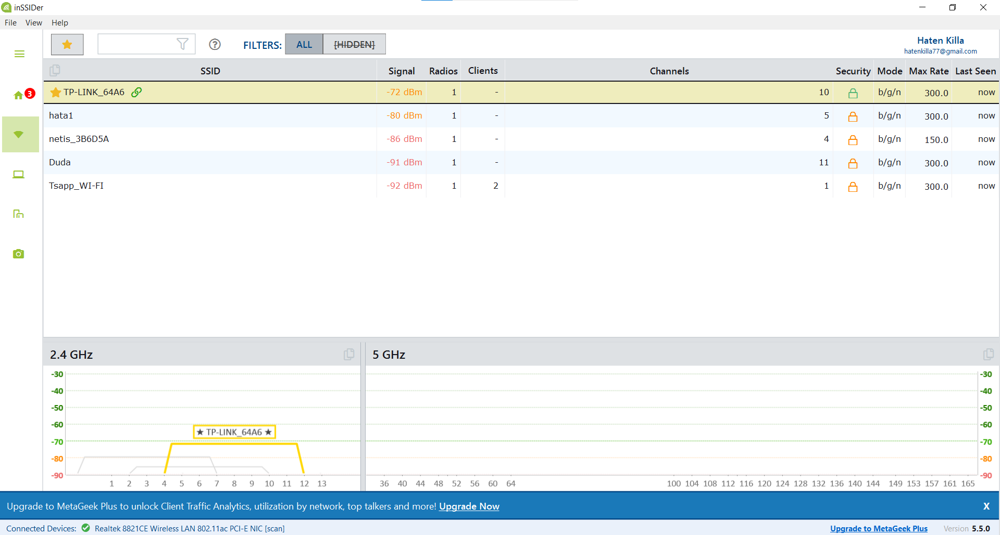 inSSIDer
File View Help
FILTERS: ALL [HIDDEN]
Haten Killa
hatenkilla77@gmail.com
3
SSID Signal Radios Clients Channels Security Mode Max Rate Last Seen
TP-LINK_64A6 -72 dBm 1 - 10 b/g/n 300.0 now
hata1 -80 dBm 1 - 5 b/g/n 300.0 now
netis_3B6D5A -86 dBm 1 - 4 b/g/n 150.0 now
Duda -91 dBm 1 - 11 b/g/n 300.0 now
Tsapp_WI-FI -92 dBm 1 2 1 b/g/n 300.0 now
2.4 GHz
-30
-40
-50
-60
★ TP-LINK_64A6 ★
-70
-80
-90
1 2 3 4 5 6 7 8 9 10 11 12 13
5 GHz
-30
-40
-50
-60
-70
-80
-90
36 40 44 48 52 56 60 64 100 104 108 112 116 120 124 128 132 136 140 144 149 153 157 161 165
Upgrade to MetaGeek Plus to unlock Client Traffic Analytics, utilization by network, top talkers and more! Upgrade Now X
Connected Devices: Realtek 8821CE Wireless LAN 802.11ac PCI-E NIC [scan] Upgrade to MetaGeek Plus Version 5.5.0